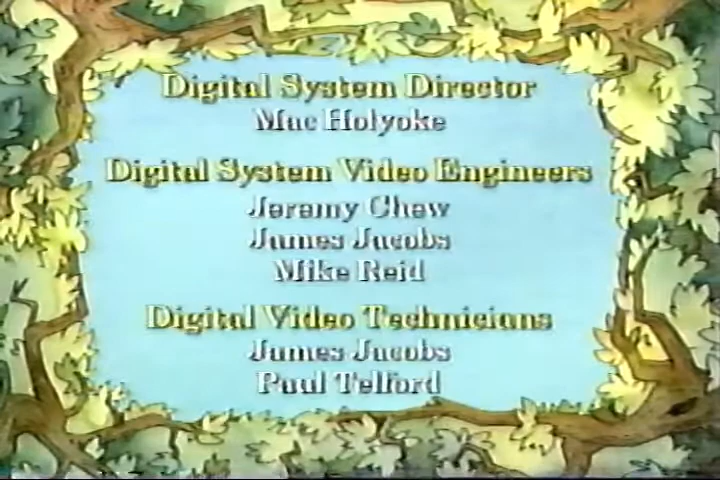 Digital System Director
Mac Holyoke
Digital System Video Engineers
Jeremy Chew
James Jacobs
Mike Reid
Digital Video Technicians
James Jacobs
Paul Telford